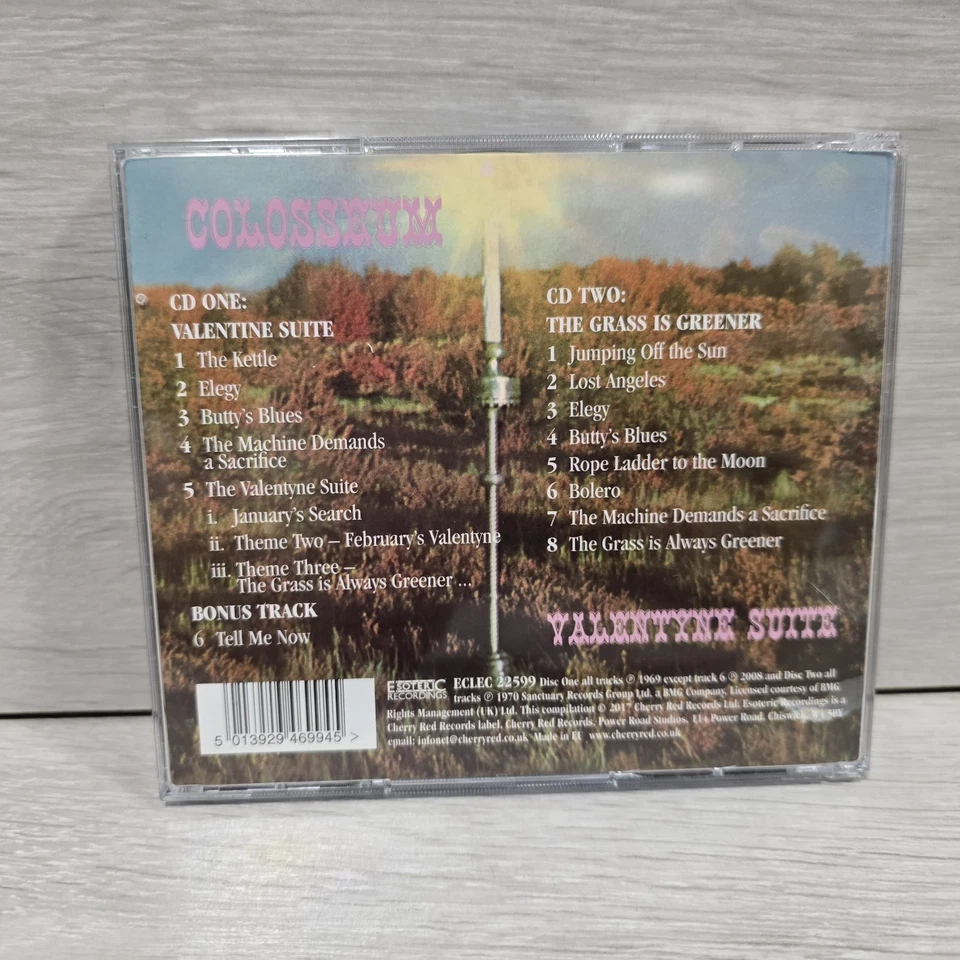 COLOSSEUM
CD ONE:
VALENTINE SUITE
1 The Kettle
2 Elegy
3 Butty's Blues
4 The Machine Demands
a Sacrifice
5 The Valentyne Suite
i. January's Search
ii. Theme Two – February's Valentyne
iii. Theme Three –
The Grass is Always Greener ...
BONUS TRACK
6 Tell Me Now
CD TWO:
THE GRASS IS GREENER
1 Jumping Off the Sun
2 Lost Angeles
3 Elegy
4 Butty's Blues
5 Rope Ladder to the Moon
6 Bolero
7 The Machine Demands a Sacrifice
8 The Grass is Always Greener
VALENTYNE SUITE
5 013929 469945 >
ESOTERIC
RECORDINGS
ECLEC 22599 Disc One all tracks ℗ 1969 except track 6 ℗ 2008 and Disc Two all
tracks ℗ 1970 Sanctuary Records Group Ltd. a BMG Company. Licensed courtesy of BMG
Rights Management (UK) Ltd. This compilation © 2017 Cherry Red Records Ltd. Esoteric Recordings is a
Cherry Red Records label. Cherry Red Records, Power Road Studios, 114 Power Road, Chiswick,
email: infonet@cherryred.co.uk Made in EU www.cherryred.co.uk